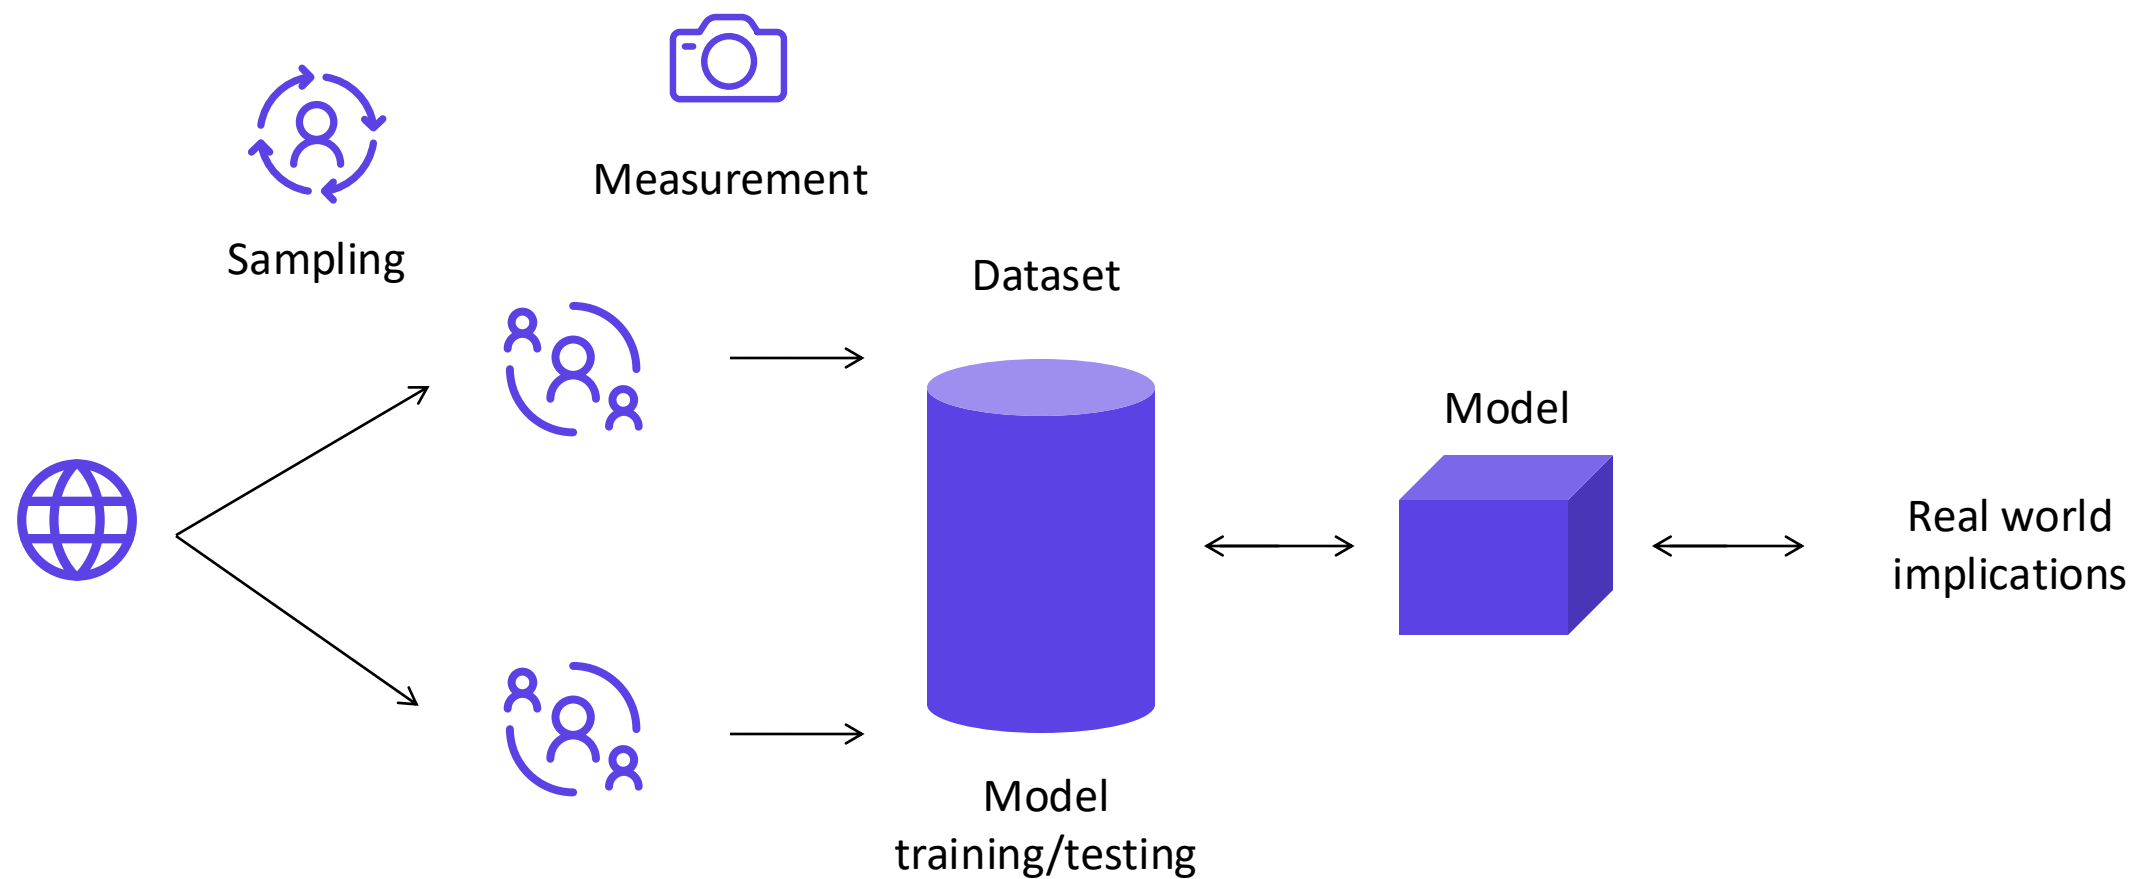 Measurement
Sampling
Dataset
Model
Real world
implications
Model
training/testing